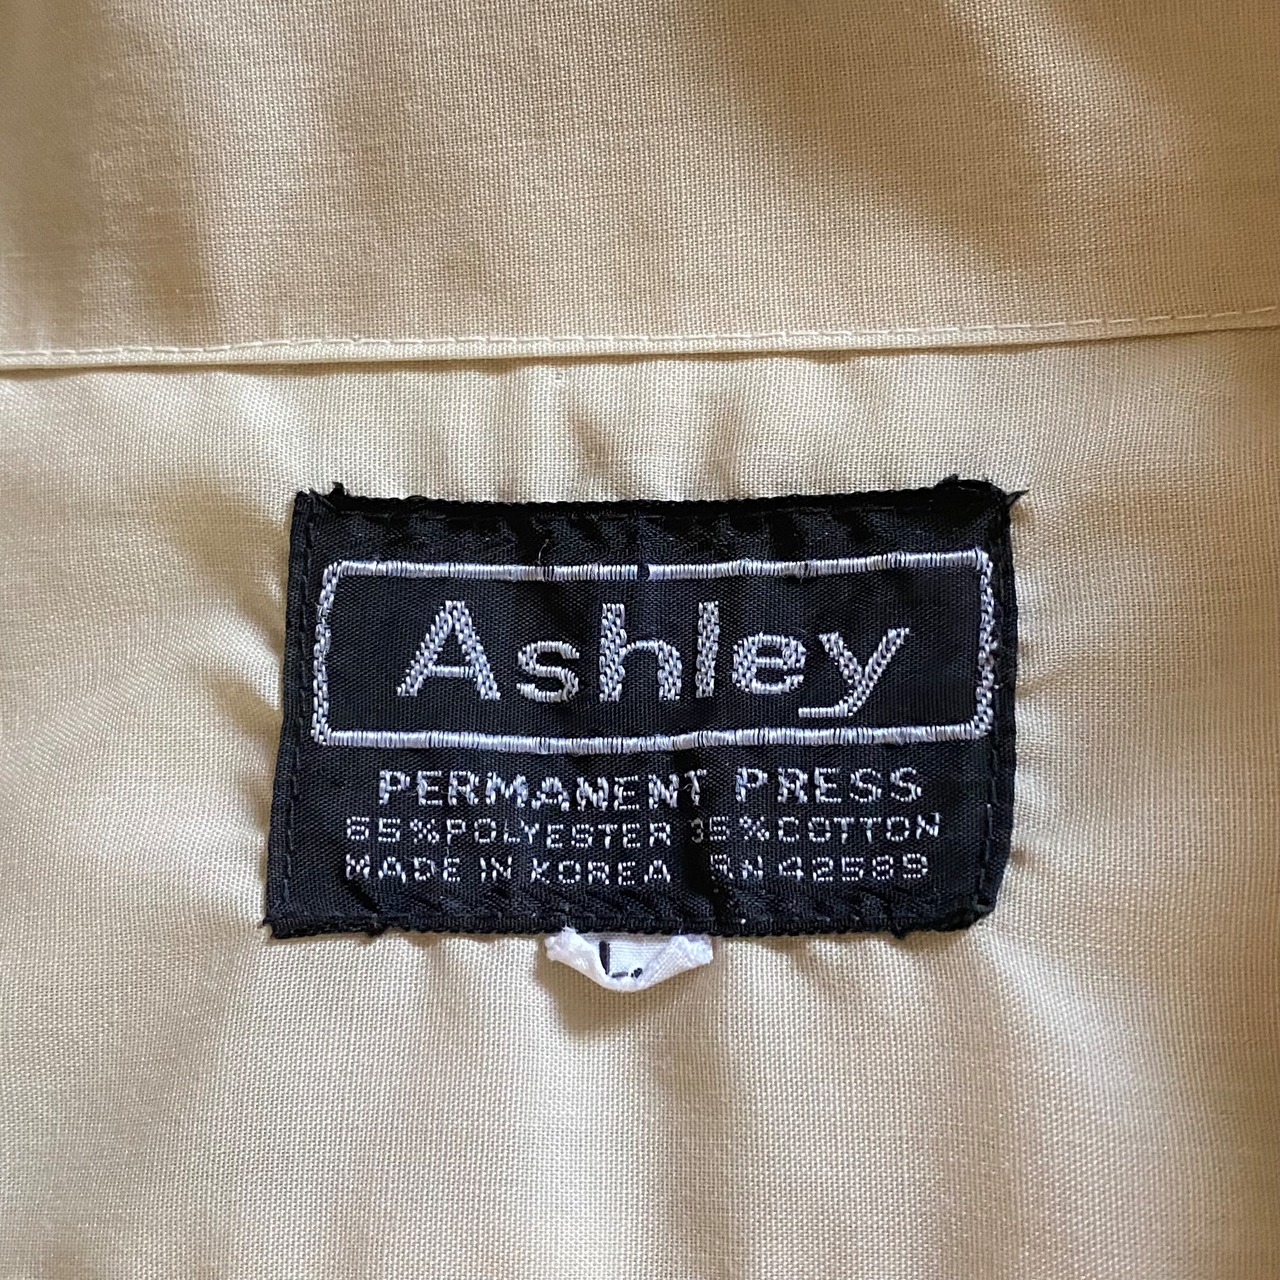 Ashley
PERMANENT PRESS
65%POLYESTER 35%COTTON
MADE IN KOREA RN 42589
L.